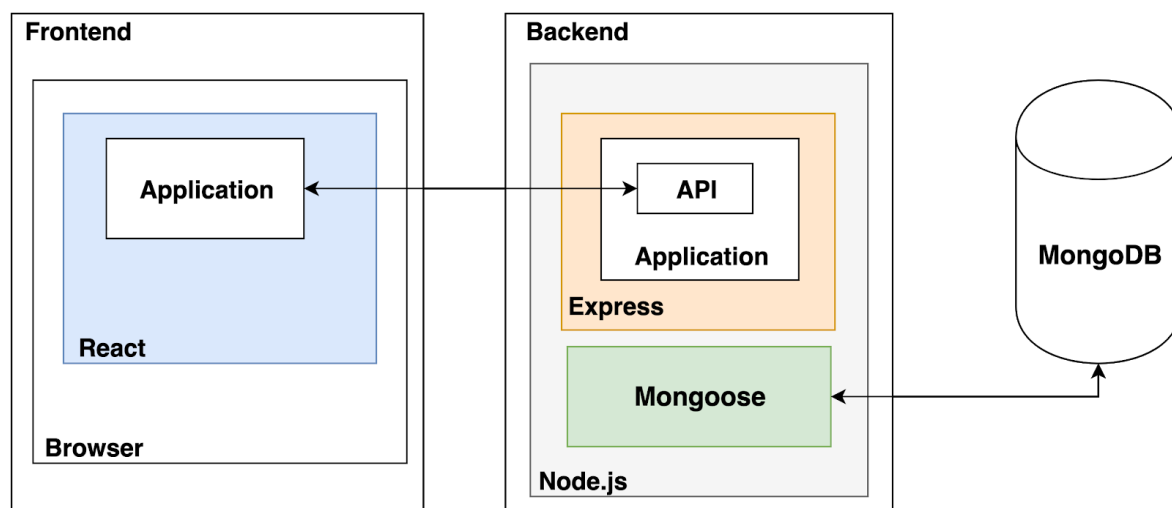 Frontend
Backend
Application
API
Application
MongoDB
Express
React
Mongoose
Browser
Node.js